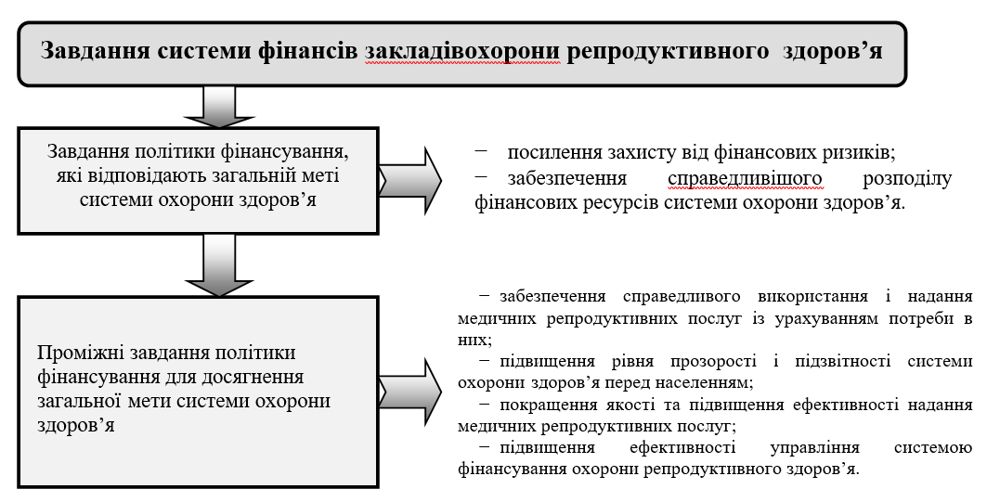 Завдання системи фінансів закладівохорони репродуктивного здоров’я
Завдання політики фінансування,
які відповідають загальній меті
системи охорони здоров’я
− посилення захисту від фінансових ризиків;
− забезпечення справедливішого розподілу
фінансових ресурсів системи охорони здоров’я.
Проміжні завдання політики
фінансування для досягнення
загальної мети системи охорони
здоров’я
− забезпечення справедливого використання і надання
медичних репродуктивних послуг із урахуванням потреби в
них;
− підвищення рівня прозорості і підзвітності системи
охорони здоров’я перед населенням;
− покращення якості та підвищення ефективності надання
медичних репродуктивних послуг;
− підвищення ефективності управління системою
фінансування охорони репродуктивного здоров’я.